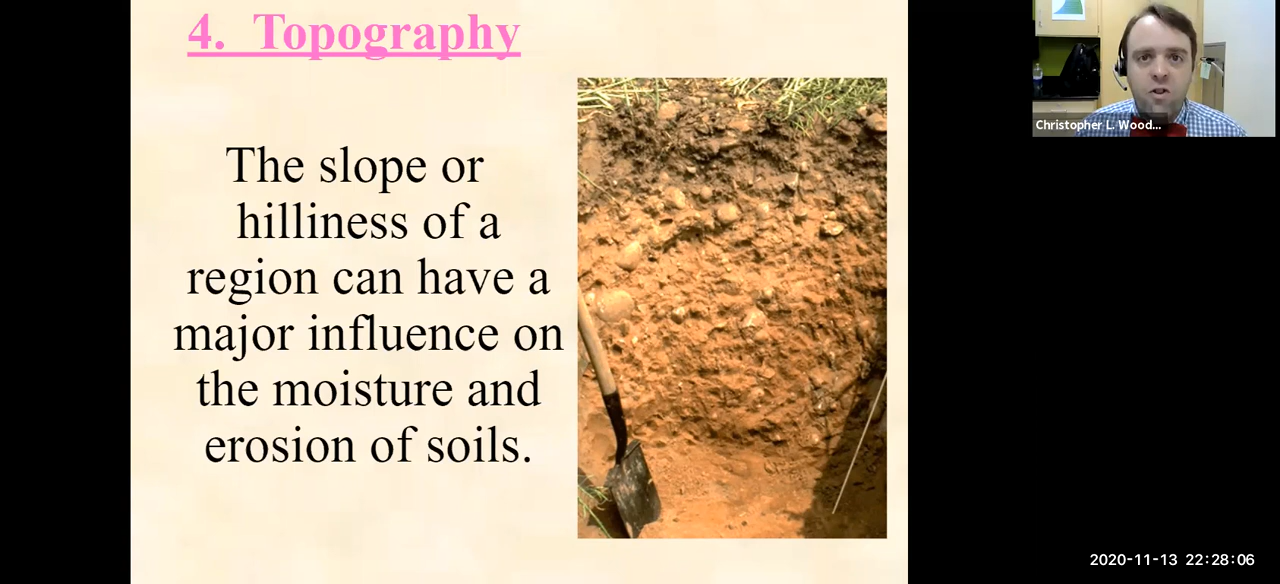 4. Topography
The slope or
hilliness of a
region can have a
major influence on
the moisture and
erosion of soils.
Christopher L. Wood...
2020-11-13 22:28:06